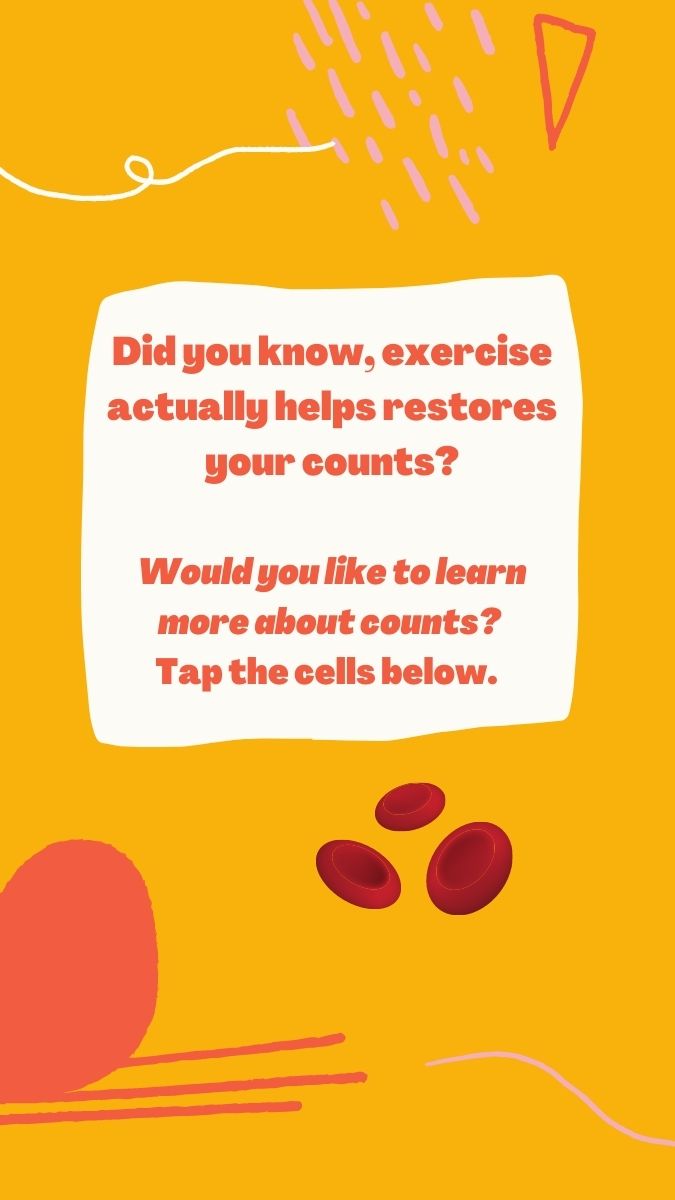 Did you know, exercise
actually helps restores
your counts?
Would you like to learn
more about counts?
Tap the cells below.